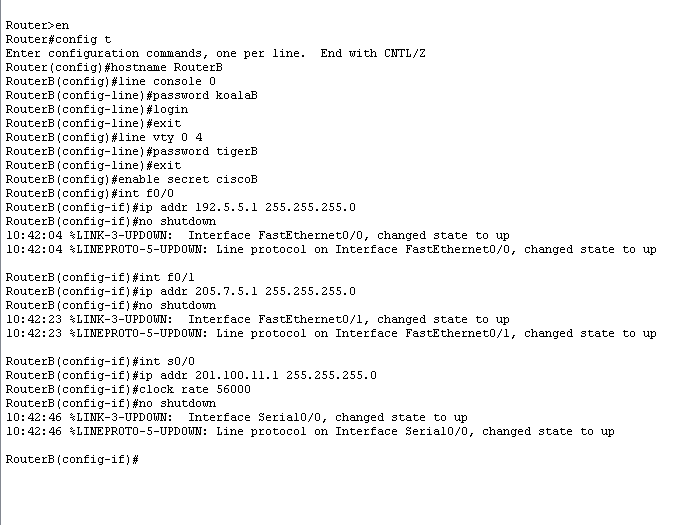 Router>en
Router#config t
Enter configuration commands, one per line.  End with CNTL/Z
Router(config)#hostname RouterB
RouterB(config)#line console 0
RouterB(config-line)#password koalaB
RouterB(config-line)#login
RouterB(config-line)#exit
RouterB(config)#line vty 0 4
RouterB(config-line)#password tigerB
RouterB(config-line)#exit
RouterB(config)#enable secret ciscoB
RouterB(config)#int f0/0
RouterB(config-if)#ip addr 192.5.5.1 255.255.255.0
RouterB(config-if)#no shutdown
10:42:04 %LINK-3-UPDOWN:  Interface FastEthernet0/0, changed state to up
10:42:04 %LINEPROTO-5-UPDOWN: Line protocol on Interface FastEthernet0/0, changed state to up
RouterB(config-if)#int f0/1
RouterB(config-if)#ip addr 205.7.5.1 255.255.255.0
RouterB(config-if)#no shutdown
10:42:23 %LINK-3-UPDOWN:  Interface FastEthernet0/1, changed state to up
10:42:23 %LINEPROTO-5-UPDOWN: Line protocol on Interface FastEthernet0/1, changed state to up
RouterB(config-if)#int s0/0
RouterB(config-if)#ip addr 201.100.11.1 255.255.255.0
RouterB(config-if)#clock rate 56000
RouterB(config-if)#no shutdown
10:42:46 %LINK-3-UPDOWN:  Interface Serial0/0, changed state to up
10:42:46 %LINEPROTO-5-UPDOWN: Line protocol on Interface Serial0/0, changed state to up
RouterB(config-if)#